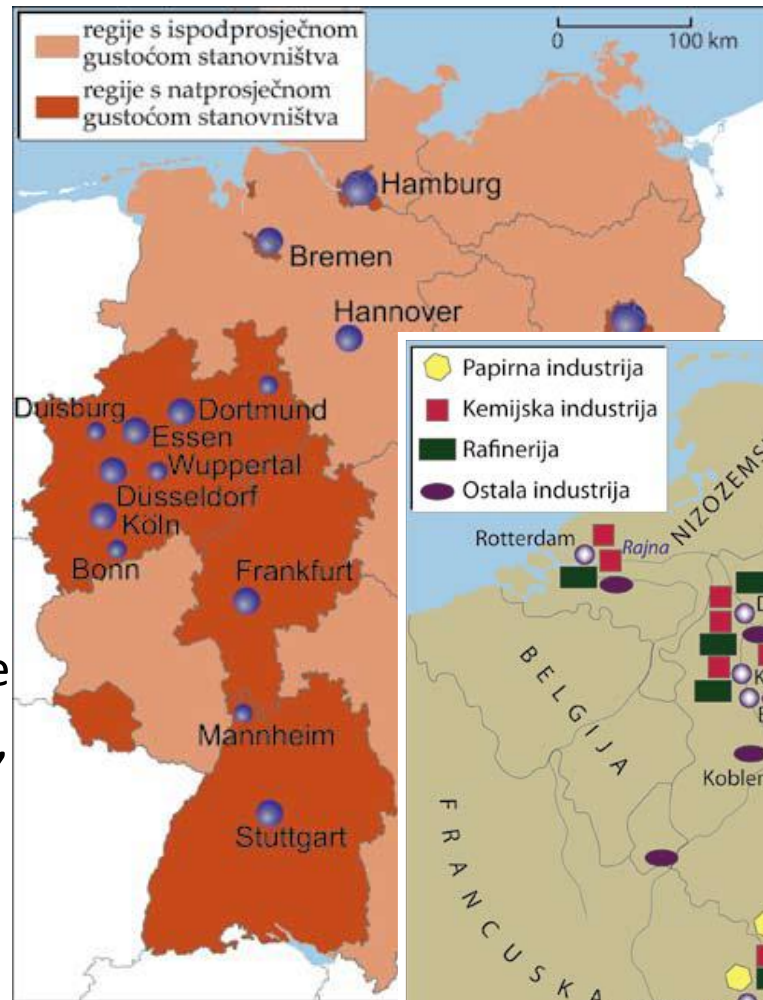 regije s ispodprosječnom
gustoćom stanovništva
regije s natprosječnom
gustoćom stanovništva
0 100 km
Hamburg
Bremen
Hannover
Duisburg
Dortmund
Essen
Wuppertal
Düsseldorf
Köln
Bonn
Frankfurt
Mannheim
Stuttgart
Papirna industrija
Kemijska industrija
Rafinerija
Ostala industrija
NIZOZEMS
Rotterdam
Rajna
D
K
BELGIJA
Koblen
FRANCUSKA
e